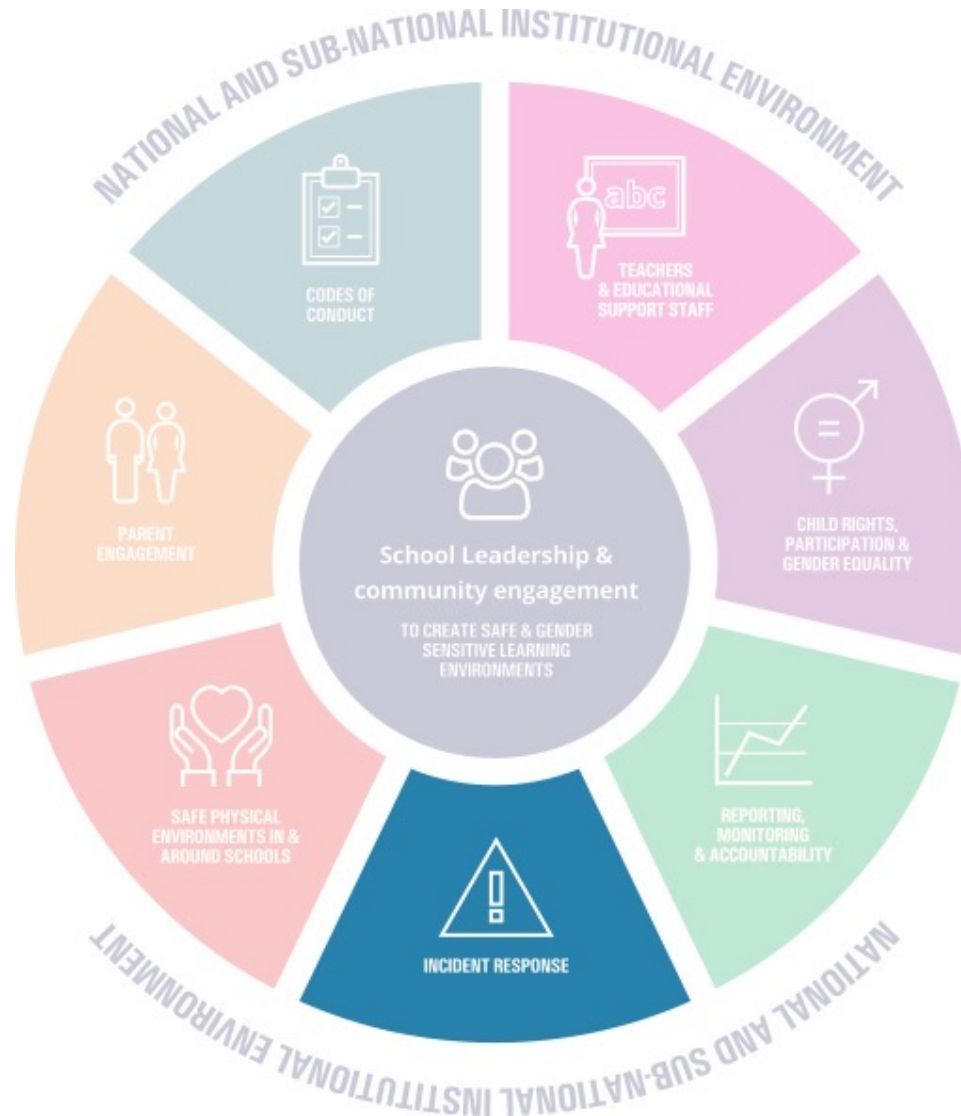 NATIONAL AND SUB-NATIONAL INSTITUTIONAL ENVIRONMENT
abc
TEACHERS
& EDUCATIONAL
SUPPORT STAFF
CODES OF
CONDUCT
CHILD RIGHTS,
PARTICIPATION &
GENDER EQUALITY
PARENT
ENGAGEMENT
School Leadership &
community engagement
TO CREATE SAFE & GENDER
SENSITIVE LEARNING
ENVIRONMENTS
REPORTING,
MONITORING
& ACCOUNTABILITY
SAFE PHYSICAL
ENVIRONMENTS IN &
AROUND SCHOOLS
INCIDENT RESPONSE
NATIONAL AND SUB-NATIONAL INSTITUTIONAL ENVIRONMENT